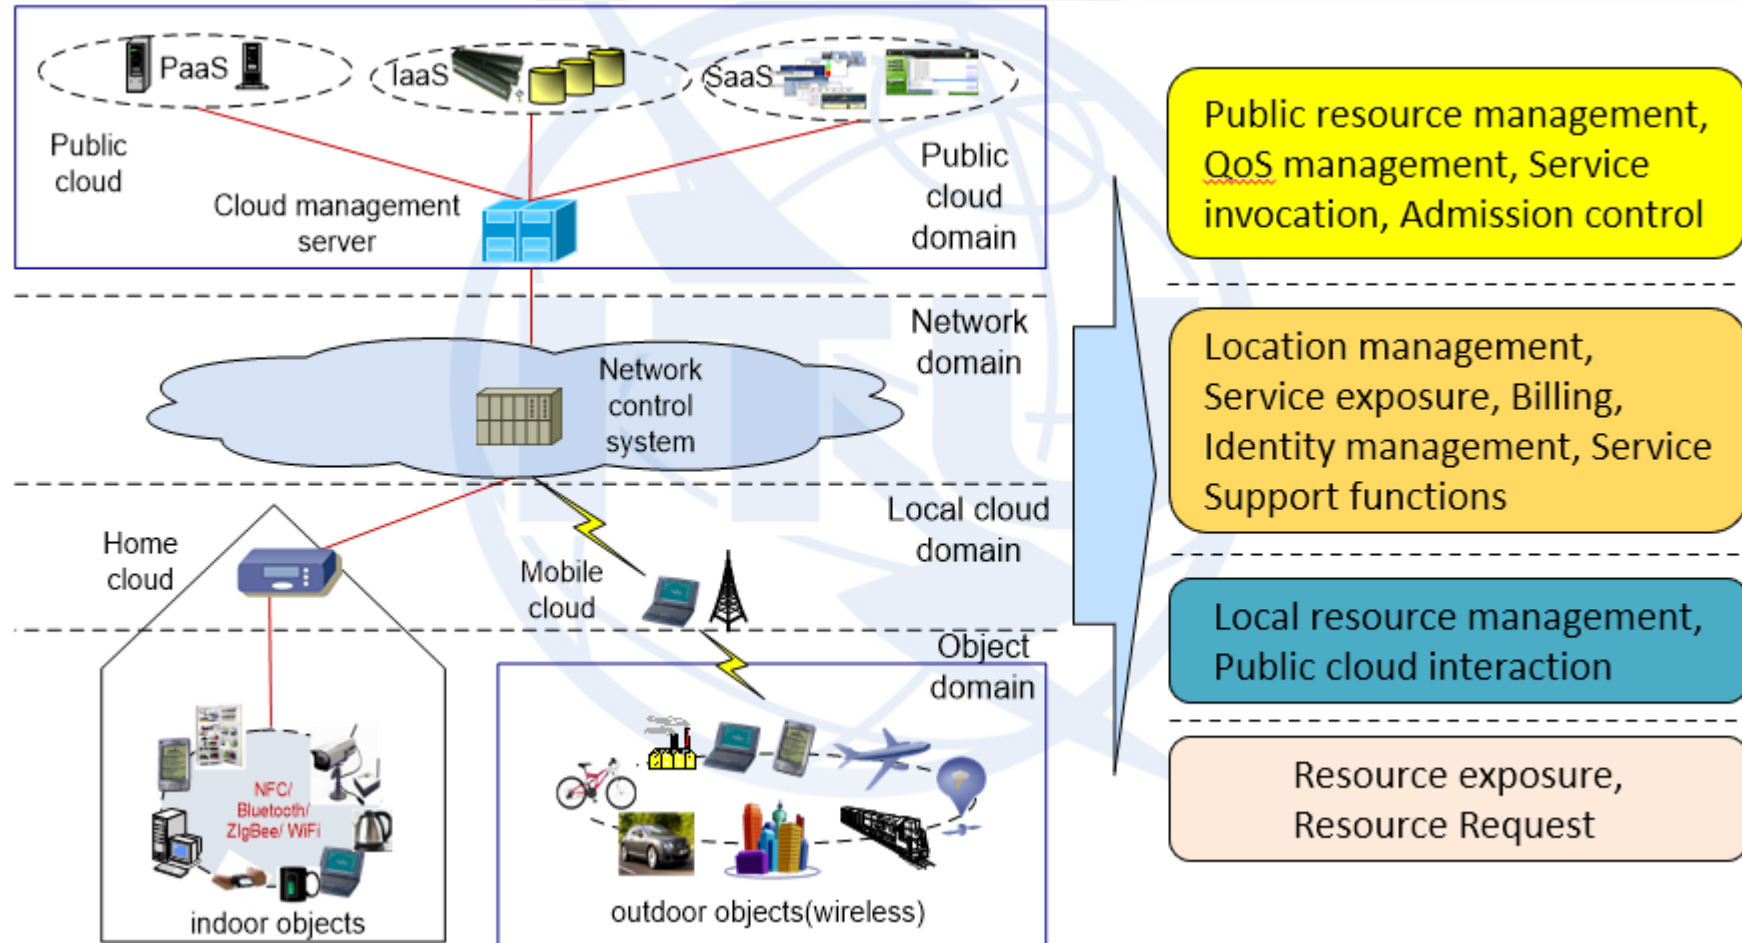 PaaS
IaaS
SaaS
Public
cloud
Public
cloud
domain
Cloud management
server
Network
domain
Network
control
system
Local cloud
domain
Home
cloud
Mobile
cloud
Object
domain
NFC/
Bluetooth/
ZIgBee/ WiFi
indoor objects
outdoor objects(wireless)
Public resource management,
QoS management, Service
invocation, Admission control
Location management,
Service exposure, Billing,
Identity management, Service
Support functions
Local resource management,
Public cloud interaction
Resource exposure,
Resource Request
ITU